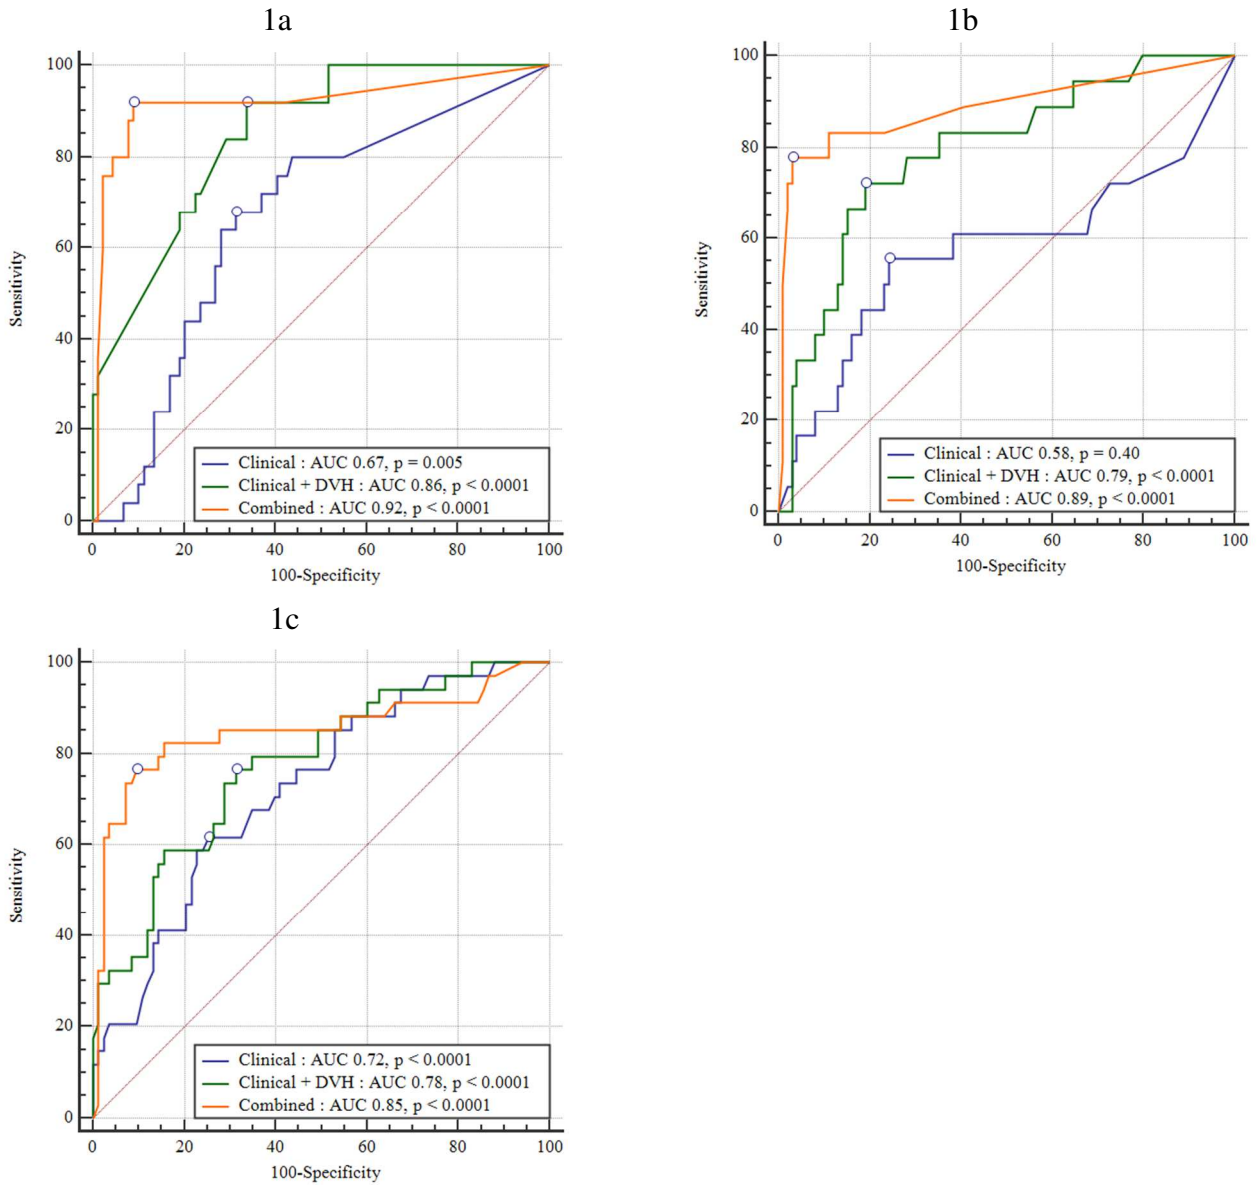 1a
100
80
60
40
20
0
Sensitivity
Clinical : AUC 0.67, p = 0.005
Clinical + DVH : AUC 0.86, p < 0.0001
Combined : AUC 0.92, p < 0.0001
0 20 40 60 80 100
100-Specificity
1b
100
80
60
40
20
0
Sensitivity
Clinical : AUC 0.58, p = 0.40
Clinical + DVH : AUC 0.79, p < 0.0001
Combined : AUC 0.89, p < 0.0001
0 20 40 60 80 100
100-Specificity
1c
100
80
60
40
20
0
Sensitivity
Clinical : AUC 0.72, p < 0.0001
Clinical + DVH : AUC 0.78, p < 0.0001
Combined : AUC 0.85, p < 0.0001
0 20 40 60 80 100
100-Specificity